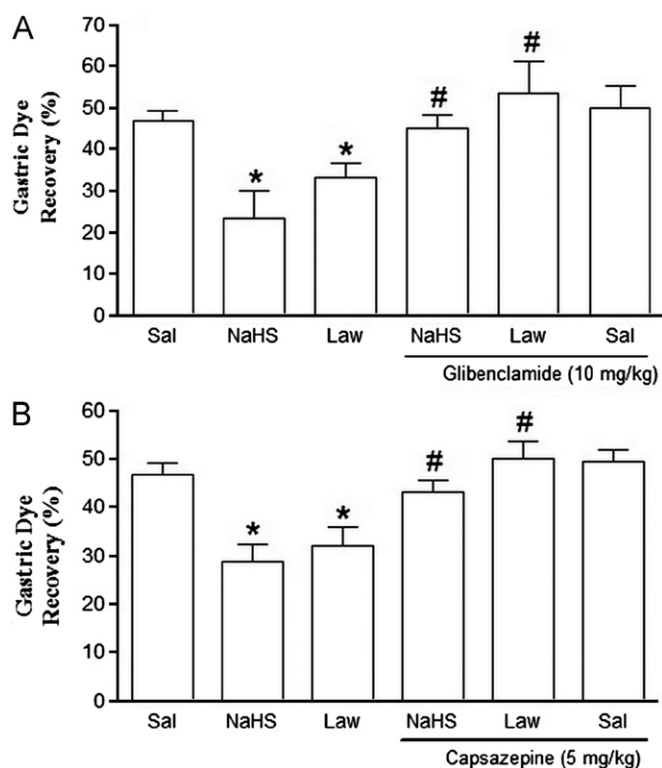 A
Gastric Dye
Recovery (%)
70
60
50
40
30
20
10
0
* * # #
Sal NaHS Law NaHS Law Sal
Glibenclamide (10 mg/kg)
B
Gastric Dye
Recovery (%)
60
50
40
30
20
10
0
* * # #
Sal NaHS Law NaHS Law Sal
Capsazepine (5 mg/kg)